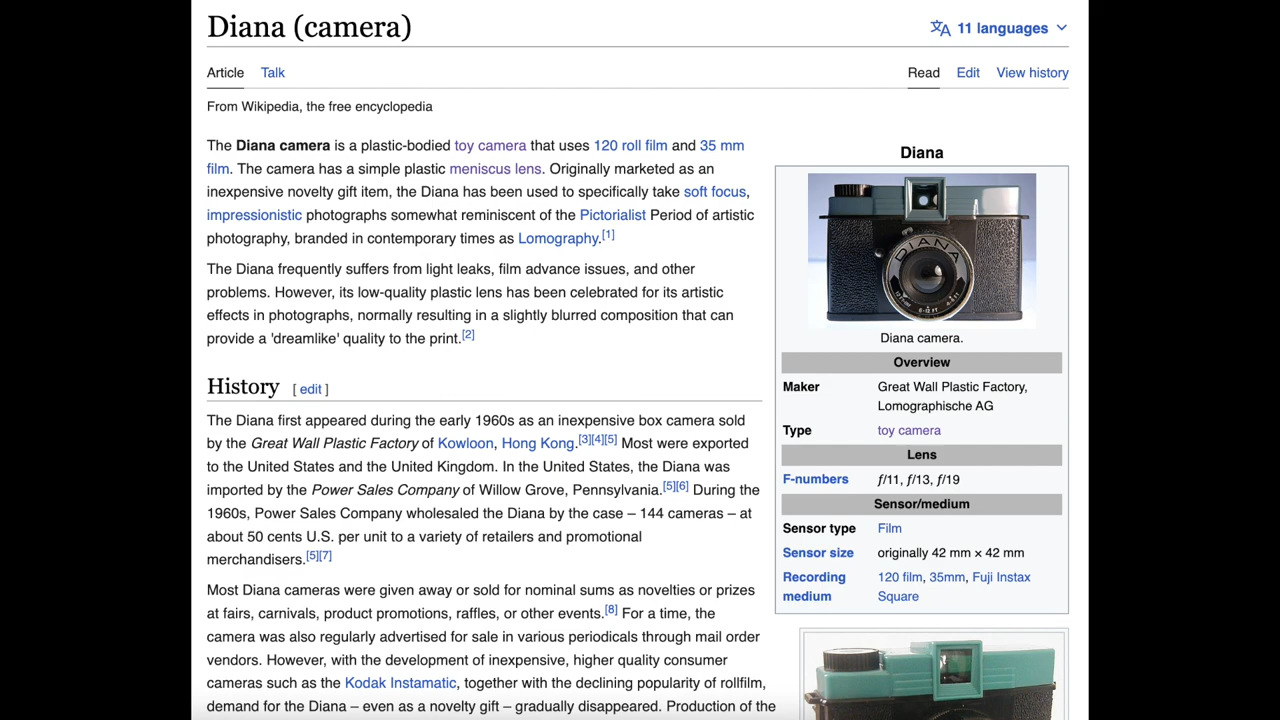 Diana (camera)
11 languages
Article Talk
Read Edit View history
From Wikipedia, the free encyclopedia
The Diana camera is a plastic-bodied toy camera that uses 120 roll film and 35 mm
film. The camera has a simple plastic meniscus lens. Originally marketed as an
inexpensive novelty gift item, the Diana has been used to specifically take soft focus,
impressionistic photographs somewhat reminiscent of the Pictorialist Period of artistic
photography, branded in contemporary times as Lomography.[1]
The Diana frequently suffers from light leaks, film advance issues, and other
problems. However, its low-quality plastic lens has been celebrated for its artistic
effects in photographs, normally resulting in a slightly blurred composition that can
provide a 'dreamlike' quality to the print.[2]
History [ edit ]
The Diana first appeared during the early 1960s as an inexpensive box camera sold
by the Great Wall Plastic Factory of Kowloon, Hong Kong.[3][4][5] Most were exported
to the United States and the United Kingdom. In the United States, the Diana was
imported by the Power Sales Company of Willow Grove, Pennsylvania.[5][6] During the
1960s, Power Sales Company wholesaled the Diana by the case – 144 cameras – at
about 50 cents U.S. per unit to a variety of retailers and promotional
merchandisers.[5][7]
Most Diana cameras were given away or sold for nominal sums as novelties or prizes
at fairs, carnivals, product promotions, raffles, or other events.[8] For a time, the
camera was also regularly advertised for sale in various periodicals through mail order
vendors. However, with the development of inexpensive, higher quality consumer
cameras such as the Kodak Instamatic, together with the declining popularity of rollfilm,
demand for the Diana – even as a novelty gift – gradually disappeared. Production of the
Diana
DIANA
Diana camera.
Overview
Maker Great Wall Plastic Factory,
Lomographische AG
Type toy camera
Lens
F-numbers ƒ/11, ƒ/13, ƒ/19
Sensor/medium
Sensor type Film
Sensor size originally 42 mm × 42 mm
Recording 120 film, 35mm, Fuji Instax
medium Square